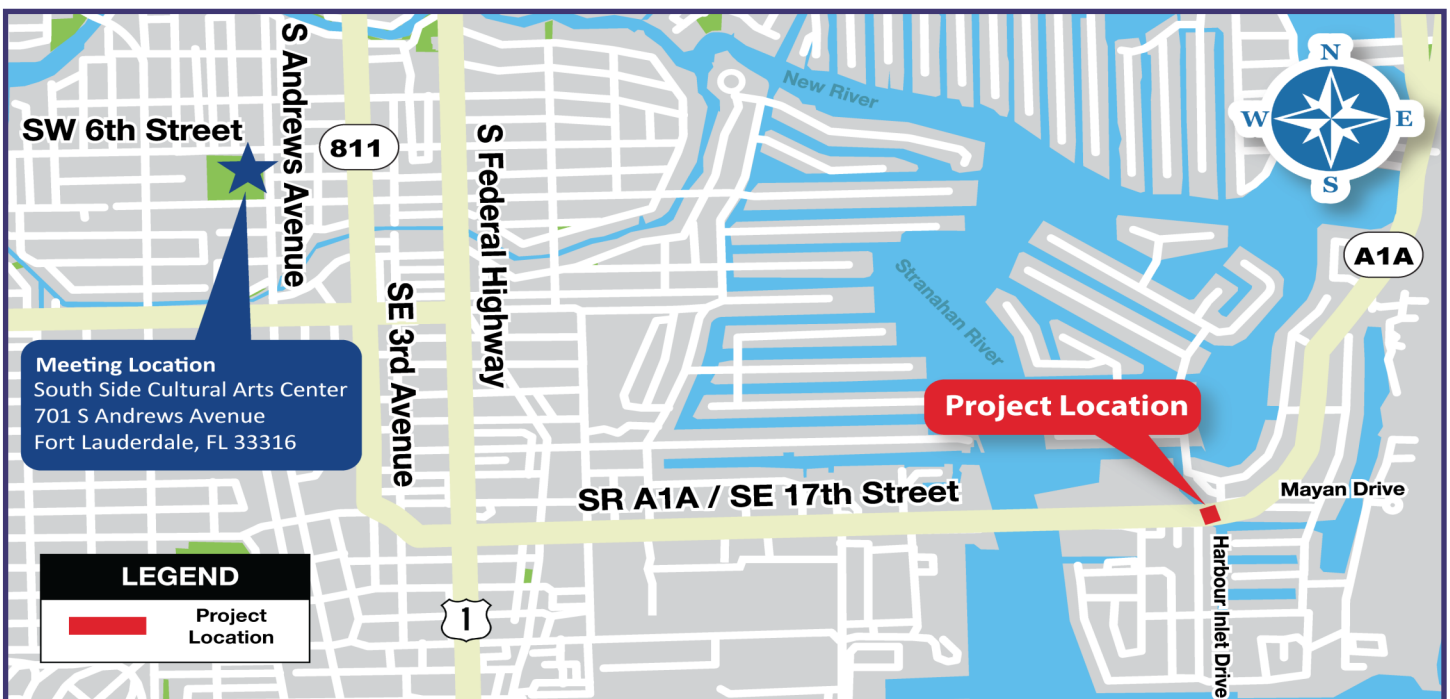 S Andrews Avenue
SW 6th Street
811
S Federal Highway
New River
N
W
E
S
A1A
Stranahan River
SE 3rd Avenue
Meeting Location
South Side Cultural Arts Center
701 S Andrews Avenue
Fort Lauderdale, FL 33316
Project Location
SR A1A / SE 17th Street
Mayan Drive
Harbour Inlet Drive
LEGEND
Project
Location
1